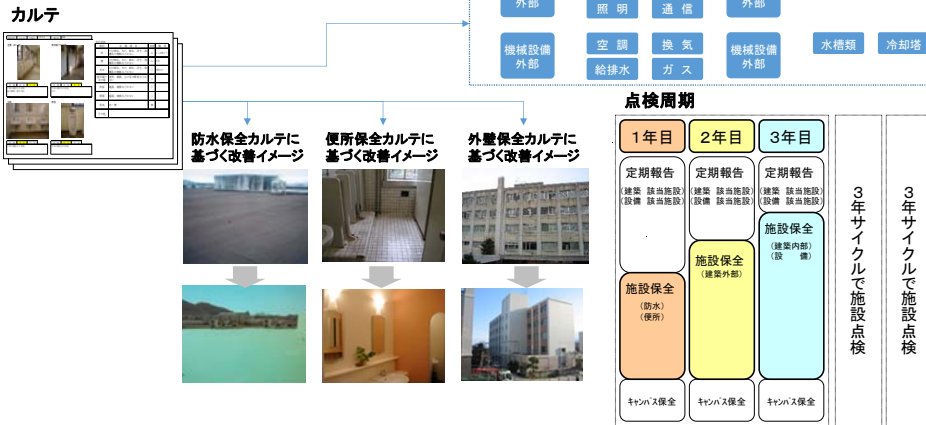 カルテ
外部
照 明
通 信
外部
機械設備
外部
空 調
換 気
給排水
ガ ス
機械設備
外部
水槽類
冷却塔
防水保全カルテに
基づく改善イメージ
便所保全カルテに
基づく改善イメージ
外壁保全カルテに
基づく改善イメージ
点検周期
1年目
2年目
3年目
定期報告
(建築 該当施設)
(設備 該当施設)
定期報告
(建築 該当施設)
(設備 該当施設)
定期報告
(建築 該当施設)
(設備 該当施設)
施設保全
(防水)
(便所)
施設保全
(建築外部)
施設保全
(建築内部)
(設 備)
キャンパス保全
キャンパス保全
キャンパス保全
3年サイクルで施設点検
3年サイクルで施設点検